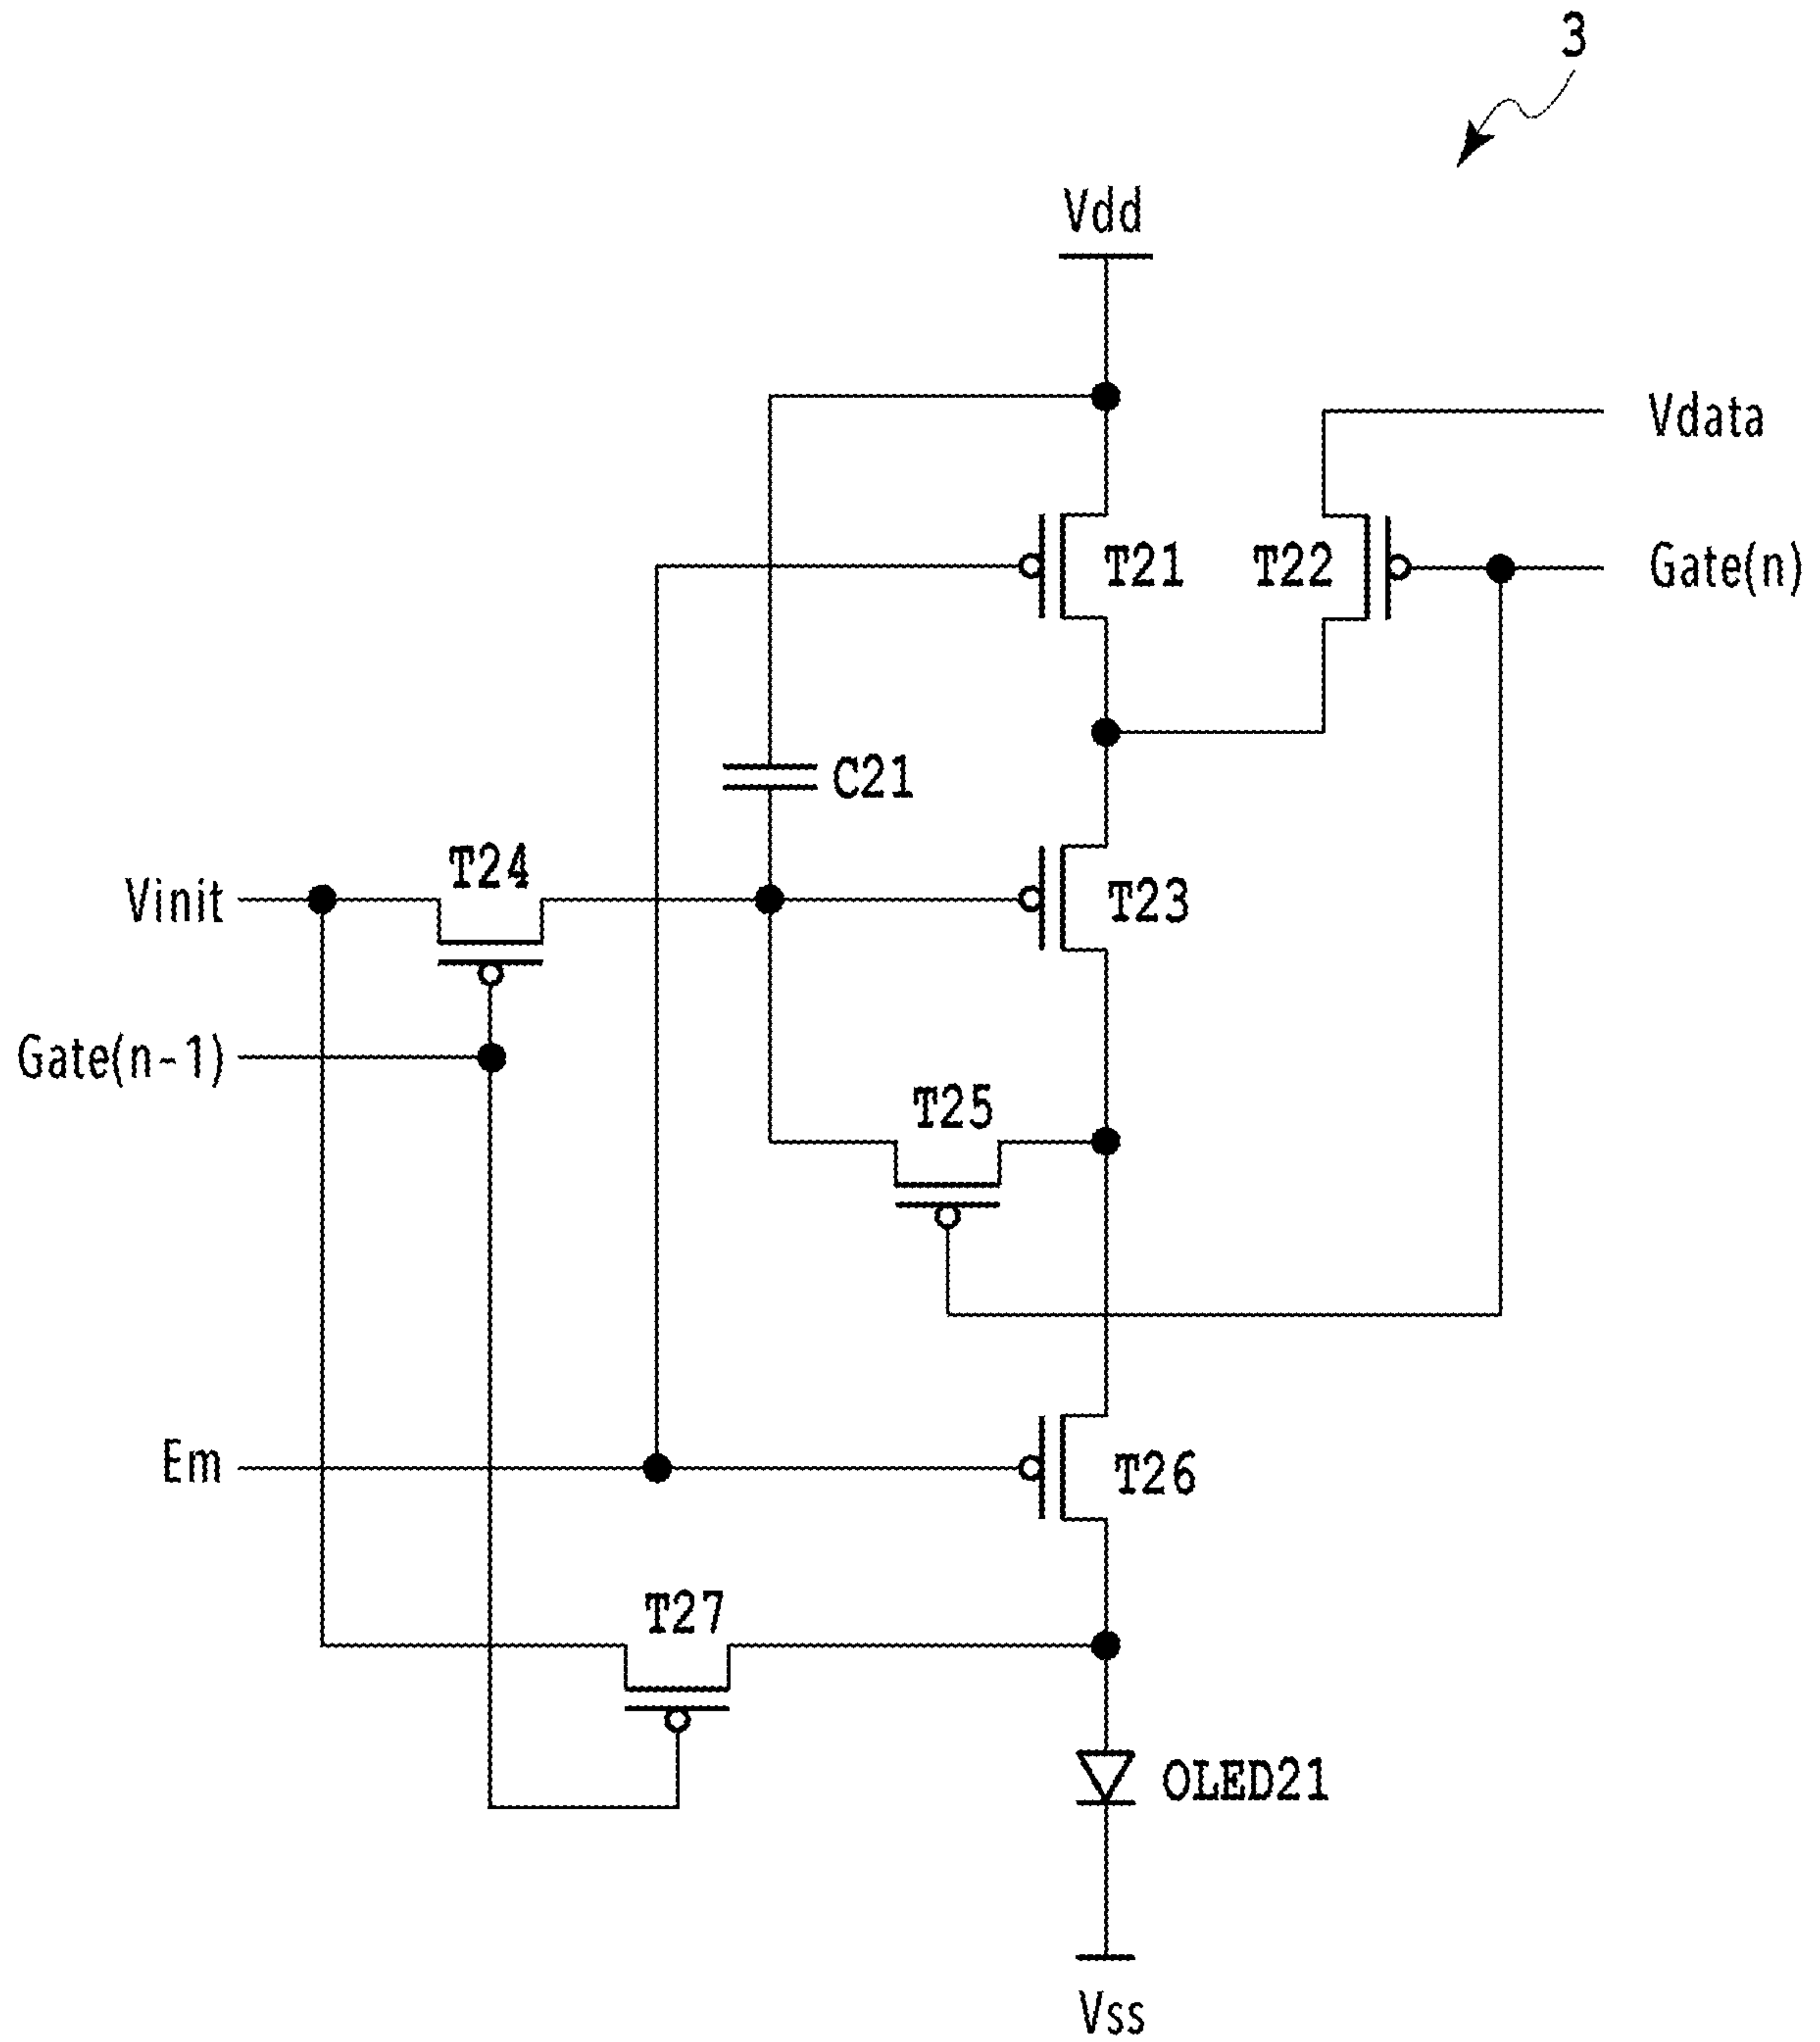 3
Vdd
Vdata
T21
T22
Gate(n)
C21
T24
Vinit
T23
Gate(n-1)
T25
Em
T26
T27
OLED21
Vss